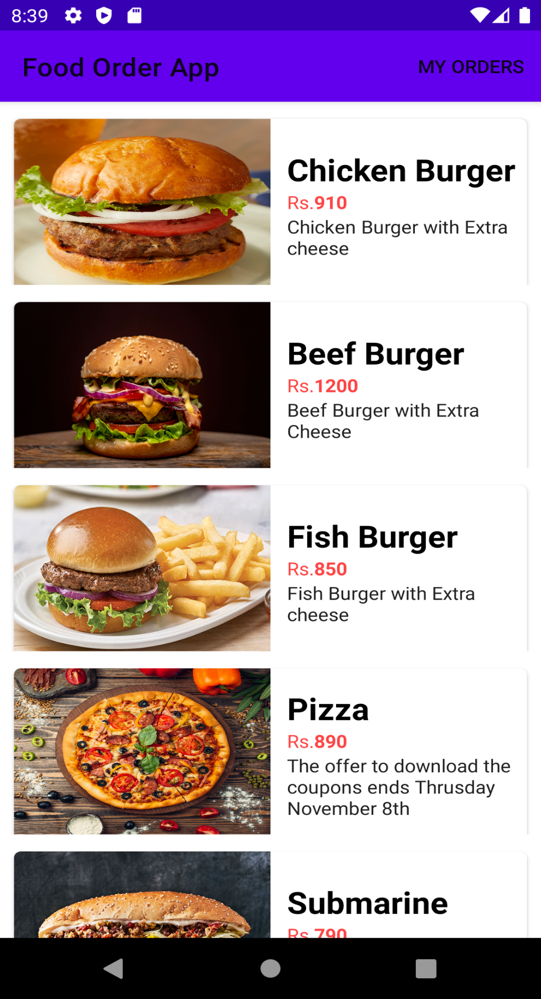 8:39
Food Order App
MY ORDERS
Chicken Burger
Rs.910
Chicken Burger with Extra
cheese
Beef Burger
Rs.1200
Beef Burger with Extra
Cheese
Fish Burger
Rs.850
Fish Burger with Extra
cheese
Pizza
Rs.890
The offer to download the
coupons ends Thrusday
November 8th
Submarine
Rs.790